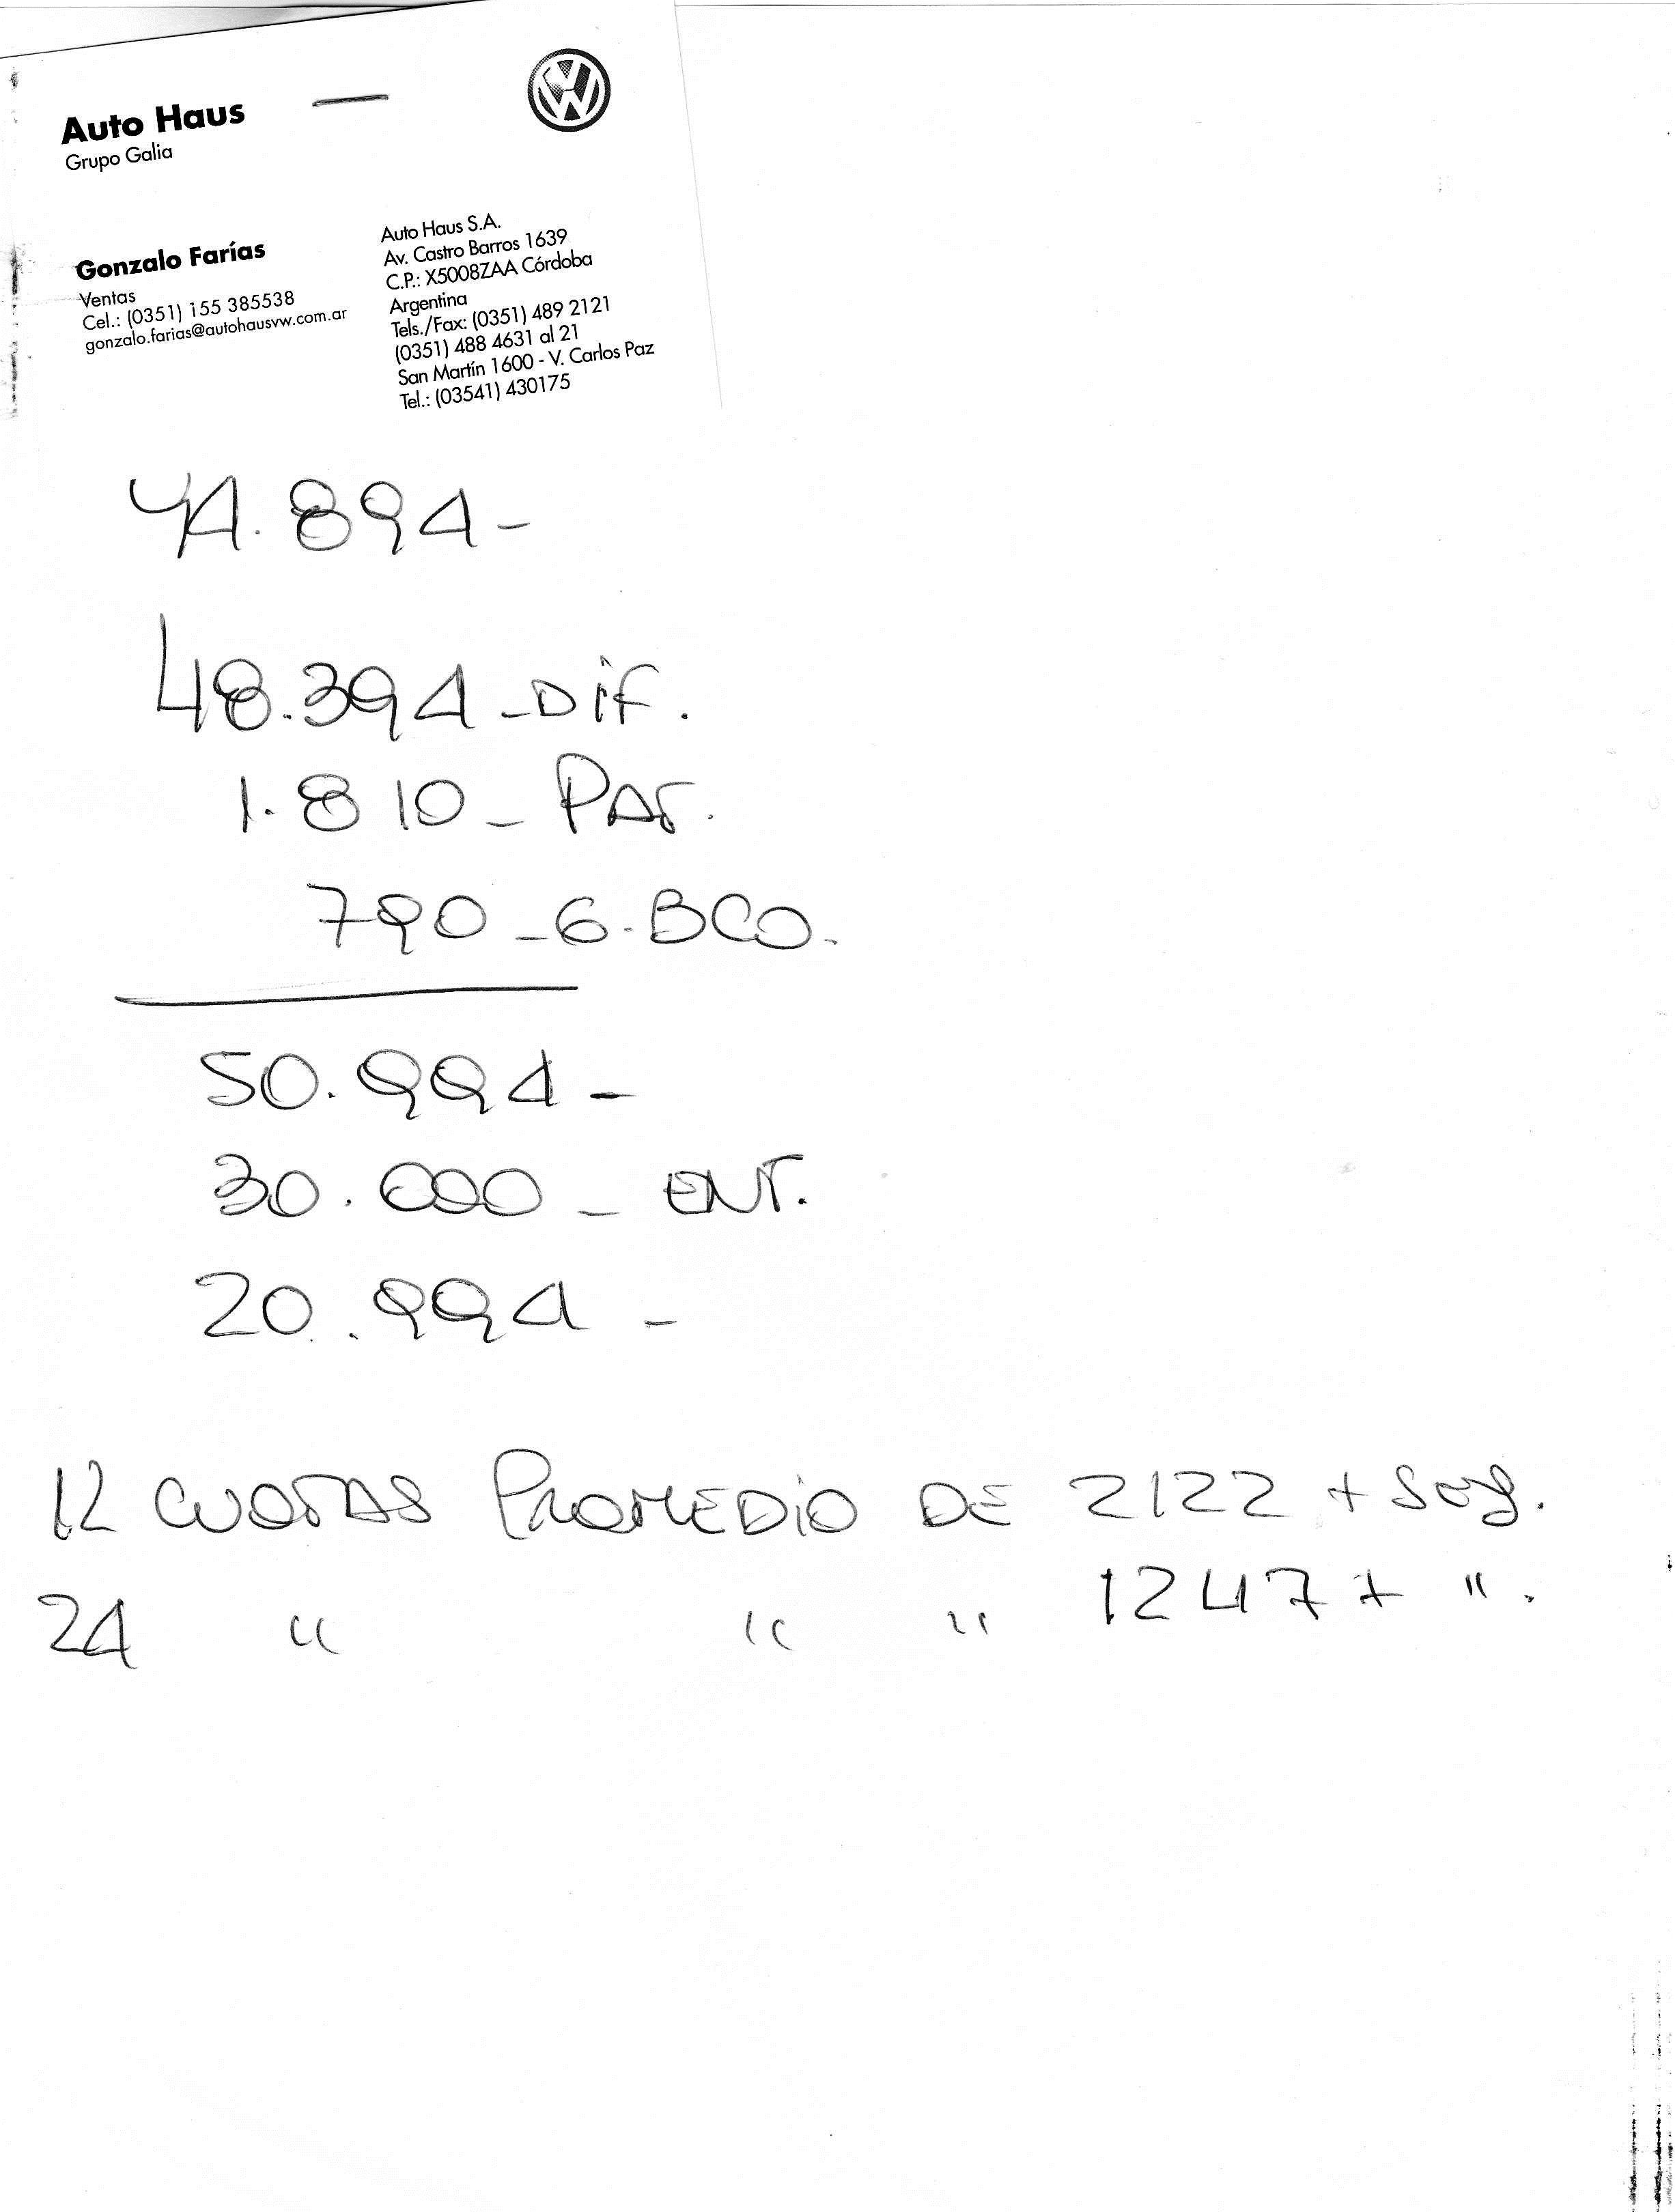 Auto Haus
Grupo Galia
Gonzalo Farías
Ventas
Cel.: (0351) 155 385538
gonzalo.farias@autohausvw.com.ar
Auto Haus S.A.
Av. Castro Barros 1639
C.P.: X5008ZAA Córdoba
Argentina
Tels./Fax: (0351) 489 2121
(0351) 488 4631 al 21
San Martín 1600 - V. Carlos Paz
Tel.: (03541) 430175
44.894-
48.394-DIF.
1.810-PAT.
790-G.BCO.
50.994-
30.000-ENT.
20.994-
12 CUOTAS PROMEDIO DE 2122 + Seg.
24 " " " 1247 + ".